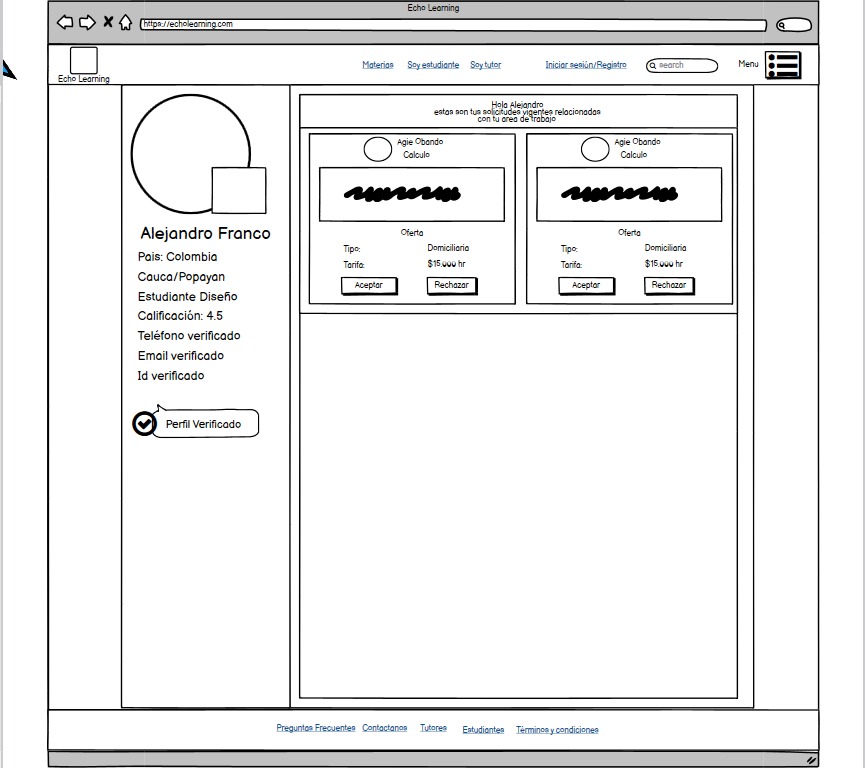 Echo Learning
https://echolearning.com
Echo Learning
Materias Soy estudiante Soy tutor Iniciar sesión/Registro search Menu
Hola Alejandro
estas son tus solicitudes vigentes relacionadas
con tu area de trabajo
Agie Obando
Calculo
Oferta
Tipo: Domiciliaria
Tarifa: $15.000 hr
Aceptar Rechazar
Agie Obando
Calculo
Oferta
Tipo: Domiciliaria
Tarifa: $15.000 hr
Aceptar Rechazar
Alejandro Franco
Pais: Colombia
Cauca/Popayan
Estudiante Diseño
Calificación: 4.5
Teléfono verificado
Email verificado
Id verificado
Perfil Verificado
Preguntas Frecuentes Contactanos Tutores Estudiantes Términos y condiciones